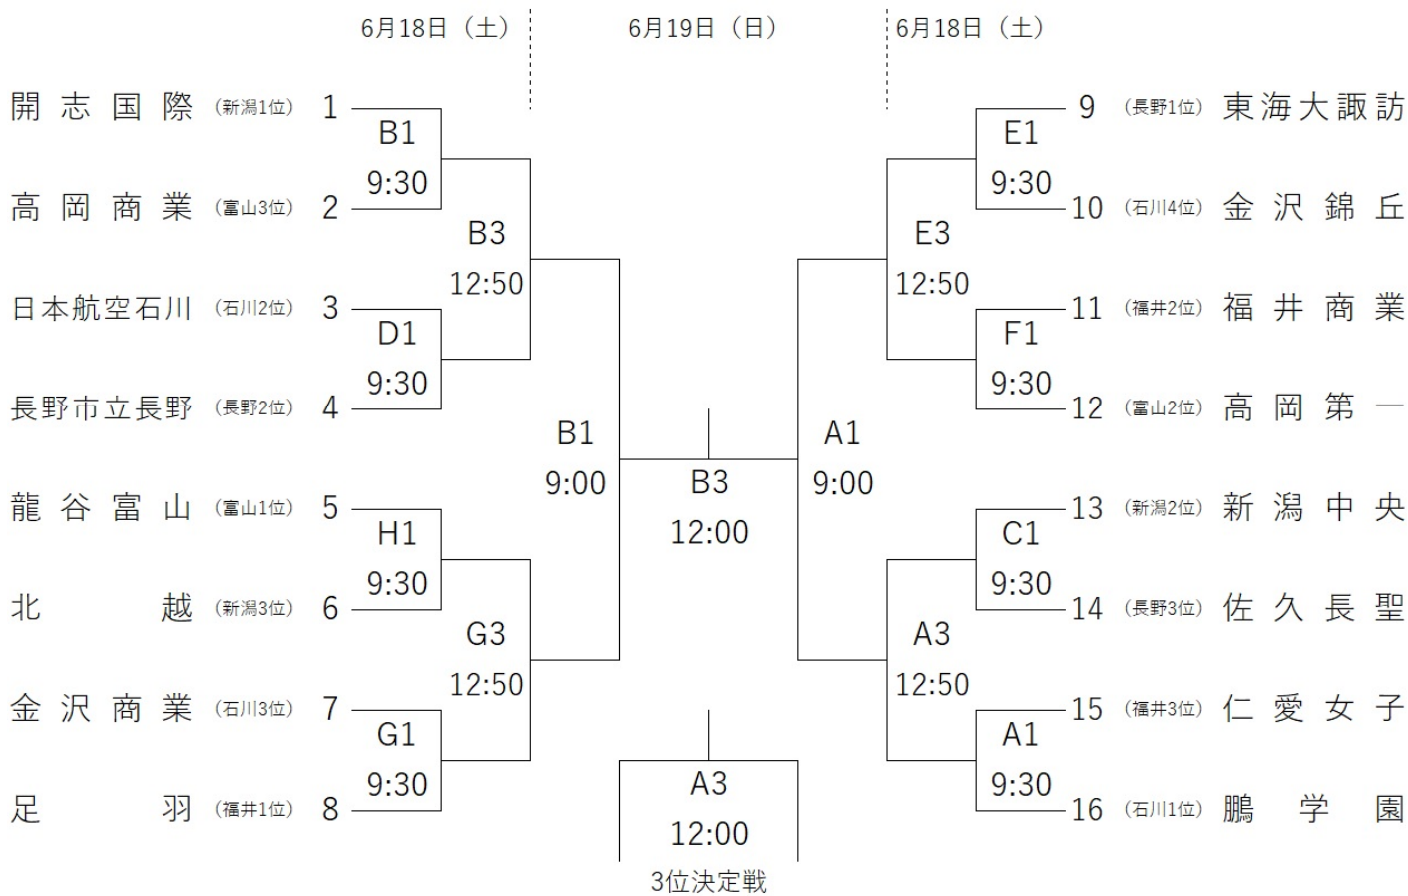 6月18日（土）
6月19日（日）
6月18日（土）
開志国際 （新潟1位） 1
B1
9:30
高岡商業 （富山3位） 2
B3
12:50
日本航空石川 （石川2位） 3
D1
9:30
長野市立長野 （長野2位） 4
B1
9:00
龍谷富山 （富山1位） 5
H1
9:30
北越 （新潟3位） 6
G3
12:50
金沢商業 （石川3位） 7
G1
9:30
足羽 （福井1位） 8
B3
12:00
A3
12:00
3位決定戦
9 （長野1位） 東海大諏訪
E1
9:30
10 （石川4位） 金沢錦丘
E3
12:50
11 （福井2位） 福井商業
F1
9:30
12 （富山2位） 高岡第一
A1
9:00
13 （新潟2位） 新潟中央
C1
9:30
14 （長野3位） 佐久長聖
A3
12:50
15 （福井3位） 仁愛女子
A1
9:30
16 （石川1位） 鵬学園